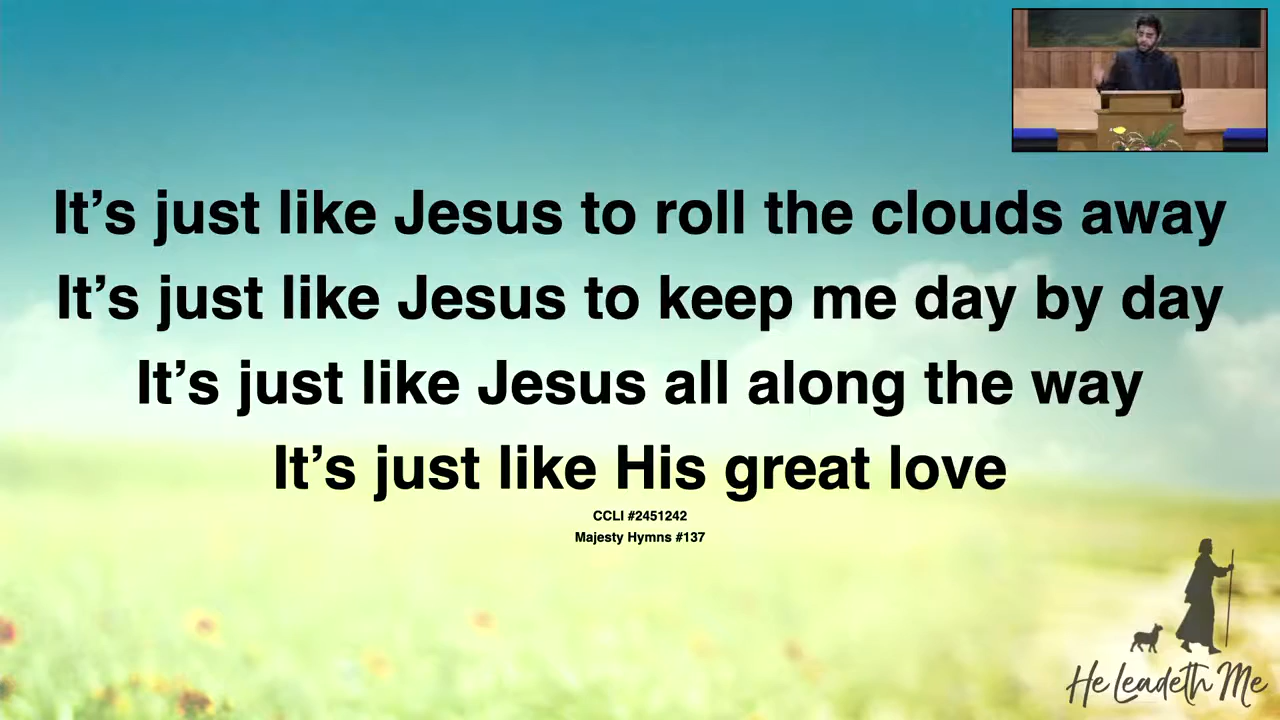 It’s just like Jesus to roll the clouds away
It’s just like Jesus to keep me day by day
It’s just like Jesus all along the way
It’s just like His great love
CCLI #2451242
Majesty Hymns #137
He Leadeth Me